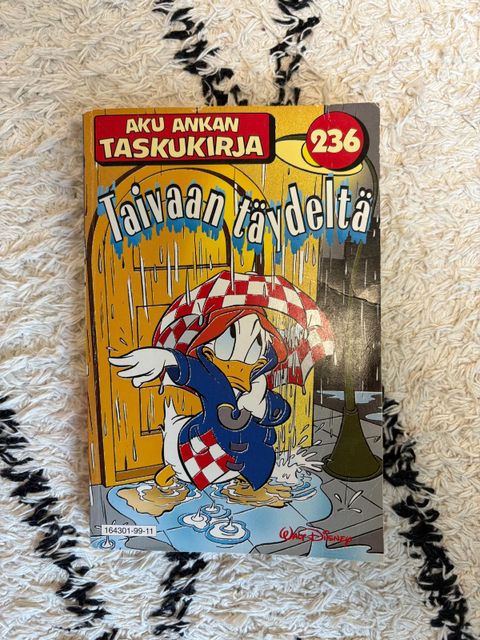 AKU ANKAN
TASKUKIRJA
236
Taivaan täydeltä
164301-99-11
WALT DISNEY